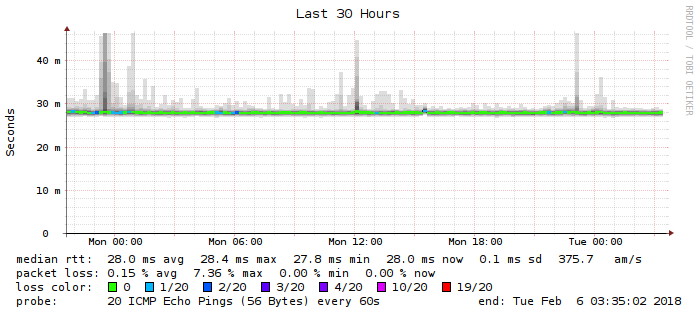 Last 30 Hours
RRDTOOL / TOBI OETIKER
Seconds
40 m
30 m
20 m
10 m
0
Mon 00:00 Mon 06:00 Mon 12:00 Mon 18:00 Tue 00:00
median rtt: 28.0 ms avg 28.4 ms max 27.8 ms min 28.0 ms now 0.1 ms sd 375.7 am/s
packet loss: 0.15 % avg 7.36 % max 0.00 % min 0.00 % now
loss color: 0 1/20 2/20 3/20 4/20 10/20 19/20
probe: 20 ICMP Echo Pings (56 Bytes) every 60s end: Tue Feb 6 03:35:02 2018